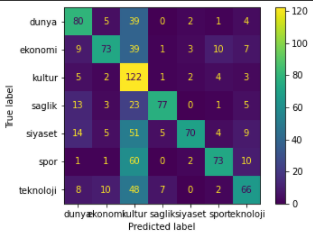 dunya 80 5 39 0 2 1 4
ekonomi 9 73 39 1 3 10 7
kultur 5 2 122 1 2 4 3
saglik 13 3 23 77 0 1 5
siyaset 14 5 51 5 70 4 9
spor 1 1 60 0 2 73 10
teknoloji 8 10 48 7 0 2 66
dunya ekonomi kultur saglik siyaset spor teknoloji
Predicted label
True label
120
100
80
60
40
20
0